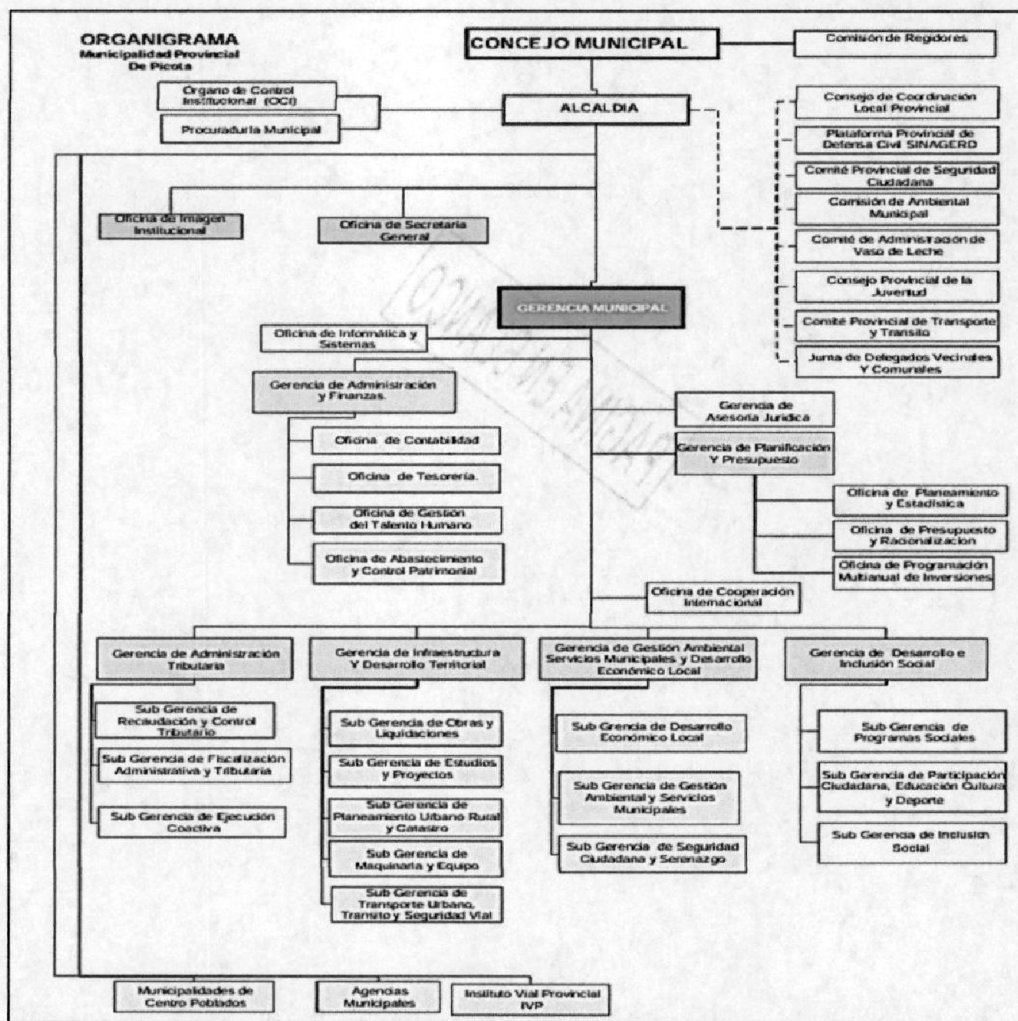 ORGANIGRAMA
Municipalidad Provincial
De Picota
CONCEJO MUNICIPAL
Comisión de Regidores
Órgano de Control
Institucional (OCI)
Procuraduría Municipal
ALCALDIA
Consejo de Coordinación
Local Provincial
Plataforma Provincial de
Defensa Civil SINAGERD
Comité Provincial de Seguridad
Ciudadana
Comisión de Ambiental
Municipal
Comité de Administración de
Vaso de Leche
Consejo Provincial de la
Juventud
Comité Provincial de Transporte
y Transito
Junta de Delegados Vecinales
Y Comunales
Oficina de Imagen
Institucional
Oficina de Secretaría
General
GERENCIA MUNICIPAL
PAGINA EN BLANCO
Oficina de Informática y
Sistemas
Gerencia de Administración
y Finanzas.
Oficina de Contabilidad
Oficina de Tesorería.
Oficina de Gestión
del Talento Humano
Oficina de Abastecimiento
y Control Patrimonial
Gerencia de
Asesoría Jurídica
Gerencia de Planificación
Y Presupuesto
Oficina de Planeamiento
y Estadística
Oficina de Presupuesto
y Racionalizacion
Oficina de Programación
Multianual de Inversiones
Oficina de Cooperación
Internacional
Gerencia de Administración
Tributaria
Sub Gerencia de
Recaudación y Control
Tributario
Sub Gerencia de Fiscalización
Administrativa y Tributaria
Sub Gerencia de Ejecución
Coactiva
Gerencia de Infraestructura
Y Desarrollo Territorial
Sub Gerencia de Obras y
Liquidaciones
Sub Gerencia de Estudios
y Proyectos
Sub Gerencia de
Planeamiento Urbano Rural
y Catastro
Sub Gerencia de
Maquinaria y Equipo
Sub Gerencia de
Transporte Urbano,
Transito y Seguridad Vial
Gerencia de Gestión Ambiental
Servicios Municipales y Desarrollo
Económico Local
Sub Grencia de Desarrollo
Económico Local
Sub Gerencia de Gestión
Ambiental y Servicios
Municipales
Sub Gerencia de Seguridad
Ciudadana y Serenazgo
Gerencia de Desarrollo e
Inclusión Social
Sub Gerencia de
Programas Sociales
Sub Gerencia de Participación
Ciudadana, Educación Cultura
y Deporte
Sub Gerencia de Inclusión
Social
Municipalidades de
Centro Poblados
Agencias
Municipales
Instituto Vial Provincial
IVP